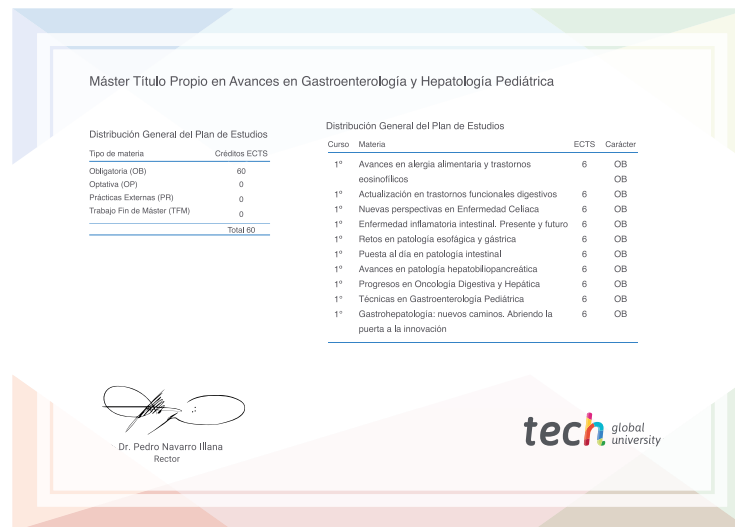 Máster Título Propio en Avances en Gastroenterología y Hepatología Pediátrica
Distribución General del Plan de Estudios
Tipo de materia Créditos ECTS
Obligatoria (OB) 60
Optativa (OP) 0
Prácticas Externas (PR) 0
Trabajo Fin de Máster (TFM) 0
Total 60
Distribución General del Plan de Estudios
Curso Materia ECTS Carácter
1º Avances en alergia alimentaria y trastornos 6 OB
eosinofílicos OB
1º Actualización en trastornos funcionales digestivos 6 OB
1º Nuevas perspectivas en Enfermedad Celiaca 6 OB
1º Enfermedad inflamatoria intestinal. Presente y futuro 6 OB
1º Retos en patología esofágica y gástrica 6 OB
1º Puesta al día en patología intestinal 6 OB
1º Avances en patología hepatobiliopancreática 6 OB
1º Progresos en Oncología Digestiva y Hepática 6 OB
1º Técnicas en Gastroenterología Pediátrica 6 OB
1º Gastrohepatología: nuevos caminos. Abriendo la 6 OB
puerta a la innovación
Dr. Pedro Navarro Illana
Rector
tech global
university